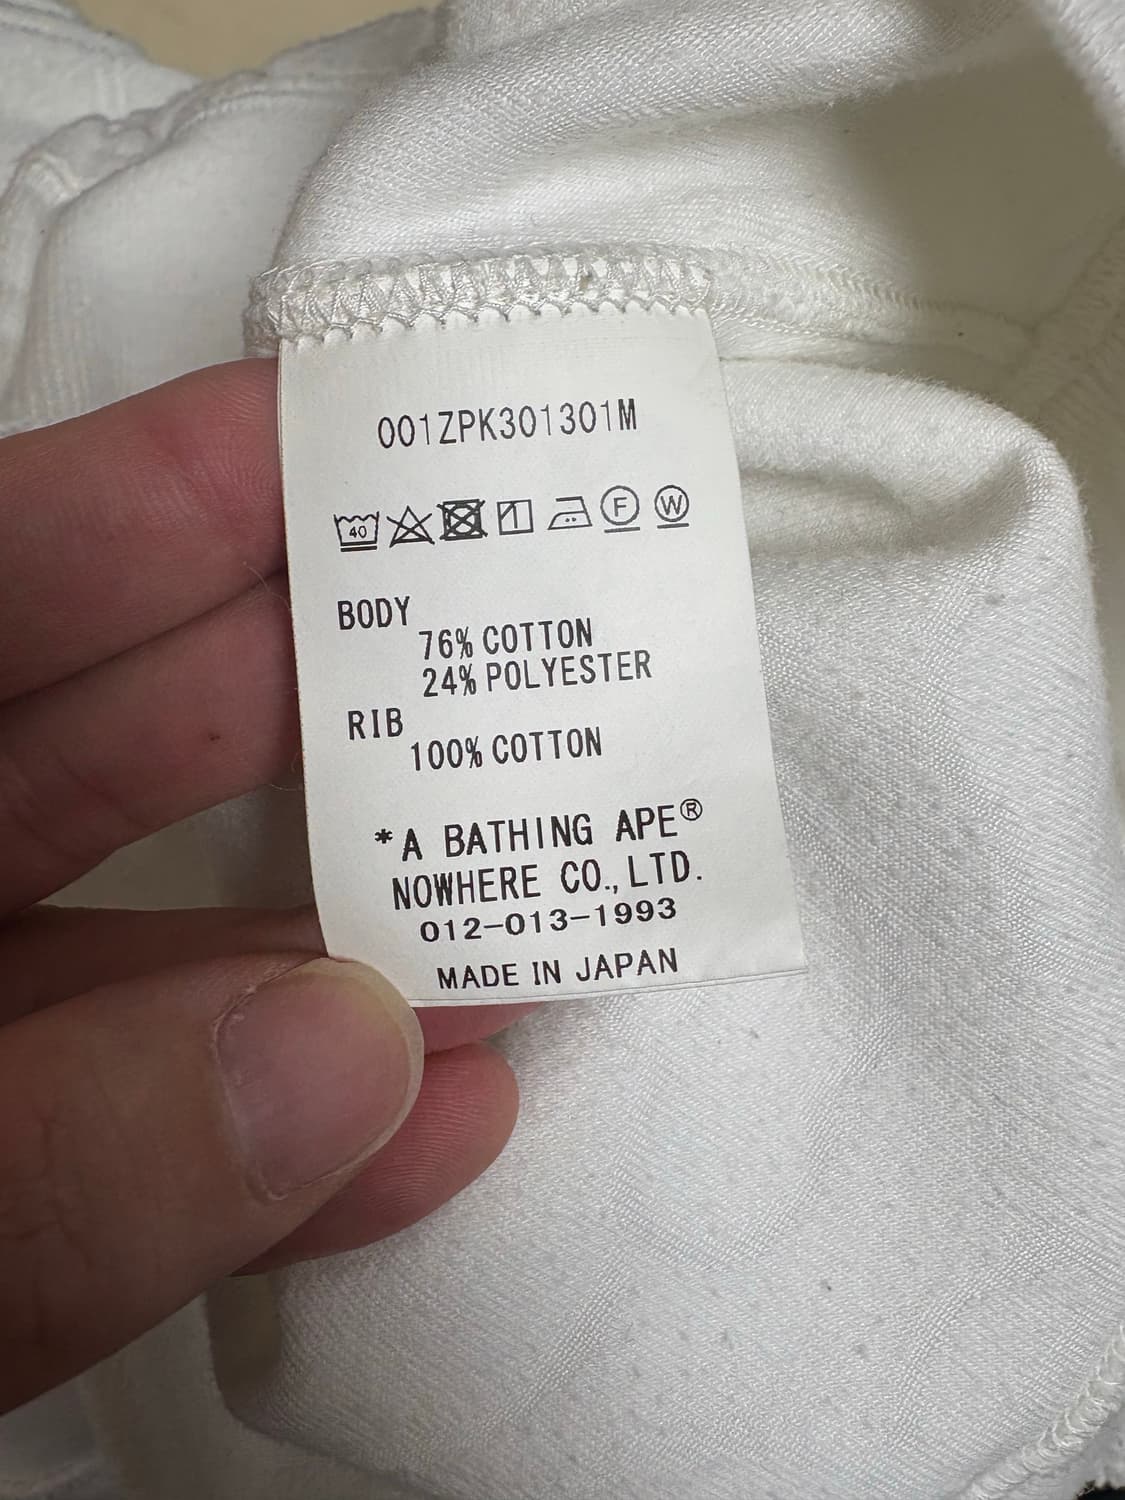 001ZPK301301M
40 F W
BODY
76% COTTON
24% POLYESTER
RIB
100% COTTON
*A BATHING APE®
NOWHERE CO., LTD.
012-013-1993
MADE IN JAPAN